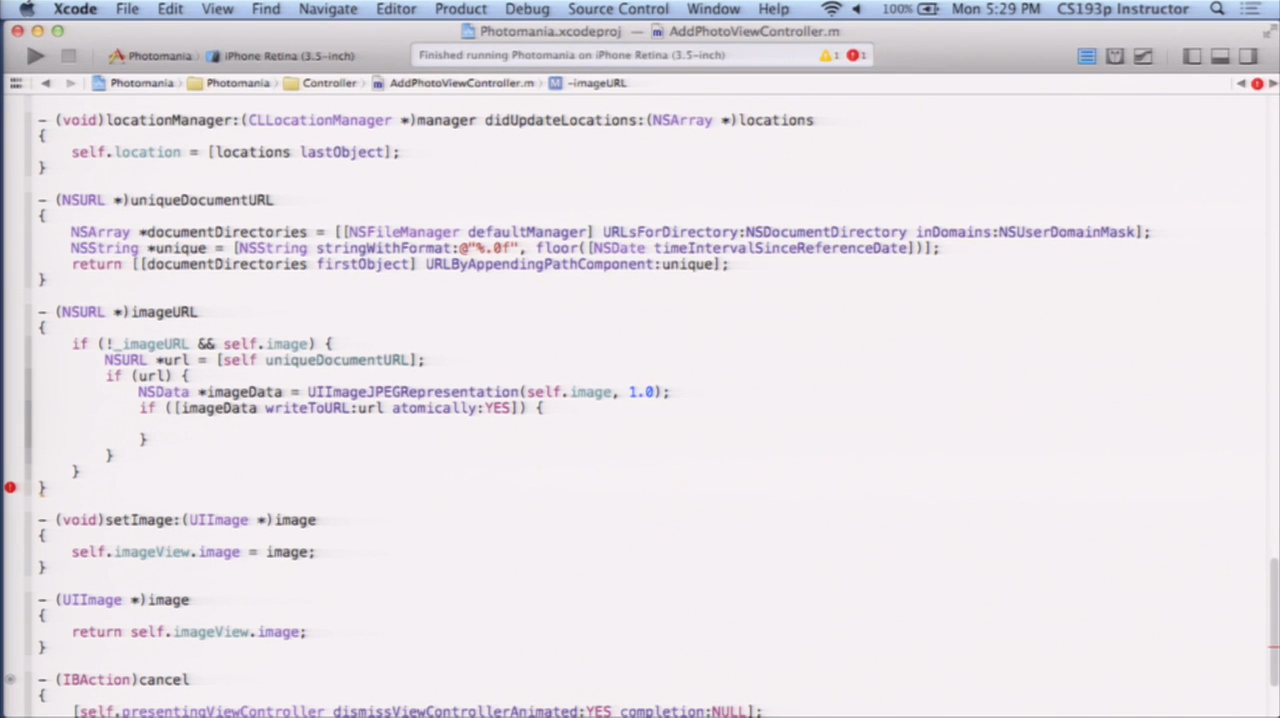 Xcode File Edit View Find Navigate Editor Product Debug Source Control Window Help 100% Mon 5:29 PM CS193p Instructor
Photomania.xcodeproj — AddPhotoViewController.m
Photomania iPhone Retina (3.5-inch) Finished running Photomania on iPhone Retina (3.5-inch) 1 1
Photomania Photomania Controller AddPhotoViewController.m M -imageURL
- (void)locationManager:(CLLocationManager *)manager didUpdateLocations:(NSArray *)locations
{
self.location = [locations lastObject];
}
- (NSURL *)uniqueDocumentURL
{
NSArray *documentDirectories = [[NSFileManager defaultManager] URLsForDirectory:NSDocumentDirectory inDomains:NSUserDomainMask];
NSString *unique = [NSString stringWithFormat:@"%.0f", floor([NSDate timeIntervalSinceReferenceDate])];
return [[documentDirectories firstObject] URLByAppendingPathComponent:unique];
}
- (NSURL *)imageURL
{
if (!_imageURL && self.image) {
NSURL *url = [self uniqueDocumentURL];
if (url) {
NSData *imageData = UIImageJPEGRepresentation(self.image, 1.0);
if ([imageData writeToURL:url atomically:YES]) {
}
}
}
}
- (void)setImage:(UIImage *)image
{
self.imageView.image = image;
}
- (UIImage *)image
{
return self.imageView.image;
}
- (IBAction)cancel
{
[self.presentingViewController dismissViewControllerAnimated:YES completion:NULL];